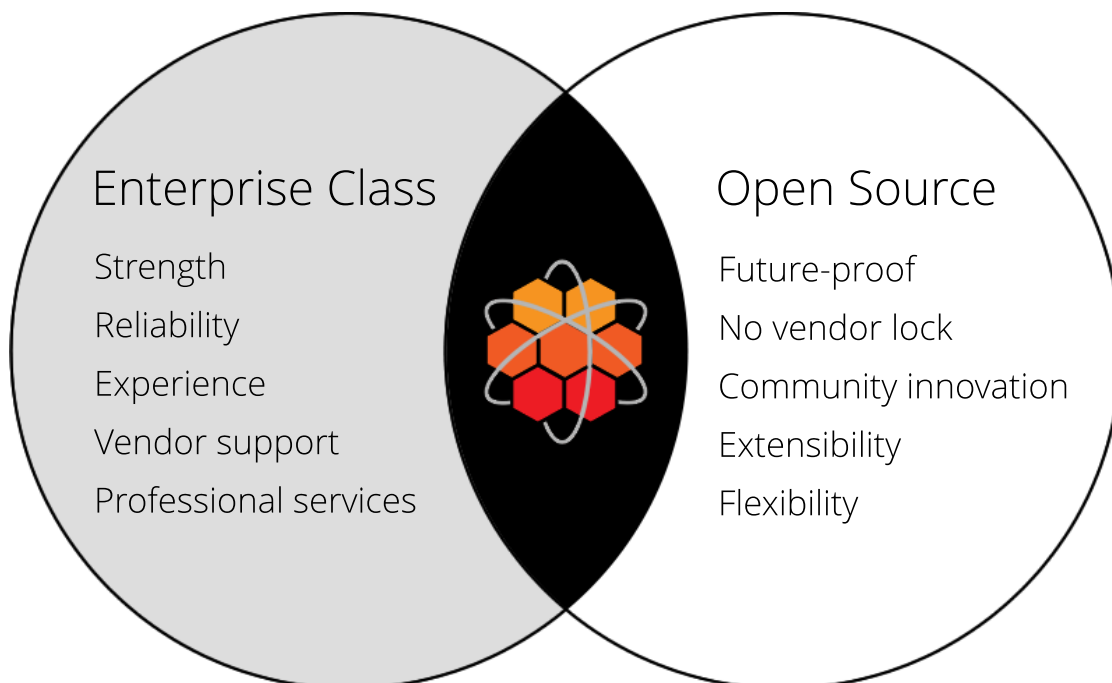 Enterprise Class
Strength
Reliability
Experience
Vendor support
Professional services
Open Source
Future-proof
No vendor lock
Community innovation
Extensibility
Flexibility